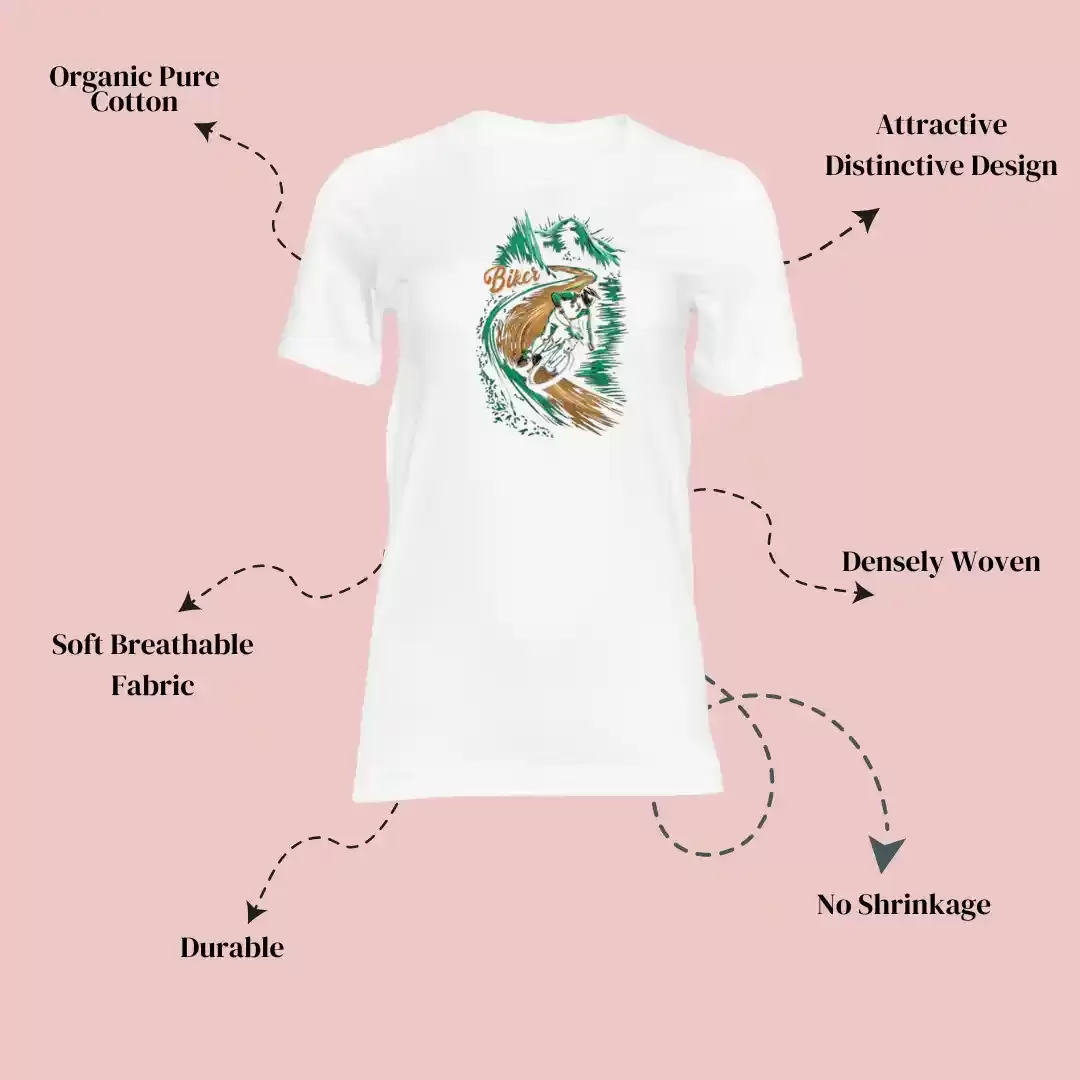 Organic Pure
Cotton
Attractive
Distinctive Design
Biker
Densely Woven
Soft Breathable
Fabric
No Shrinkage
Durable